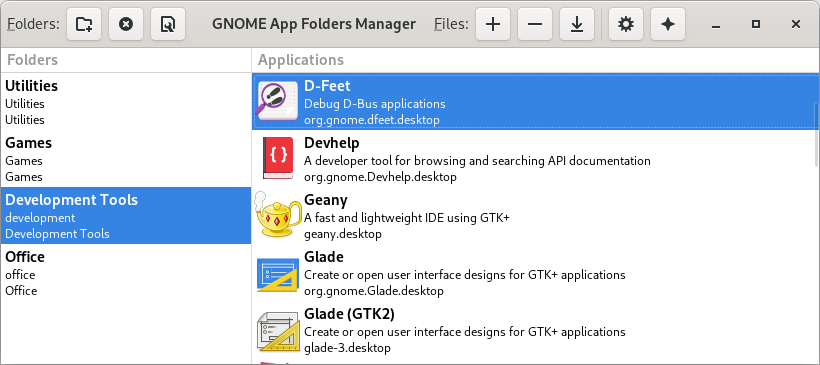 Folders:
GNOME App Folders Manager
Files:
Folders
Applications
Utilities
Utilities
Utilities
Games
Games
Games
Development Tools
development
Development Tools
Office
office
Office
D-Feet
Debug D-Bus applications
org.gnome.dfeet.desktop
Devhelp
A developer tool for browsing and searching API documentation
org.gnome.Devhelp.desktop
Geany
A fast and lightweight IDE using GTK+
geany.desktop
Glade
Create or open user interface designs for GTK+ applications
org.gnome.Glade.desktop
Glade (GTK2)
Create or open user interface designs for GTK+ applications
glade-3.desktop